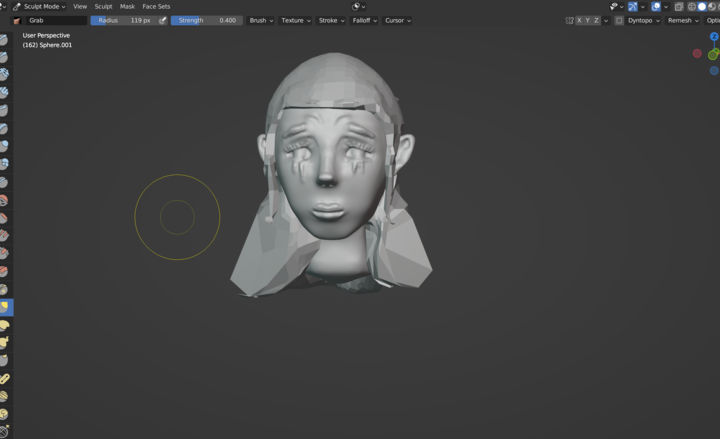 Sculpt Mode View Sculpt Mask Face Sets
Grab Radius 119 px Strength 0.400 Brush Texture Stroke Falloff Cursor X Y Z Dyntopo Remesh Opti
User Perspective
(162) Sphere.001